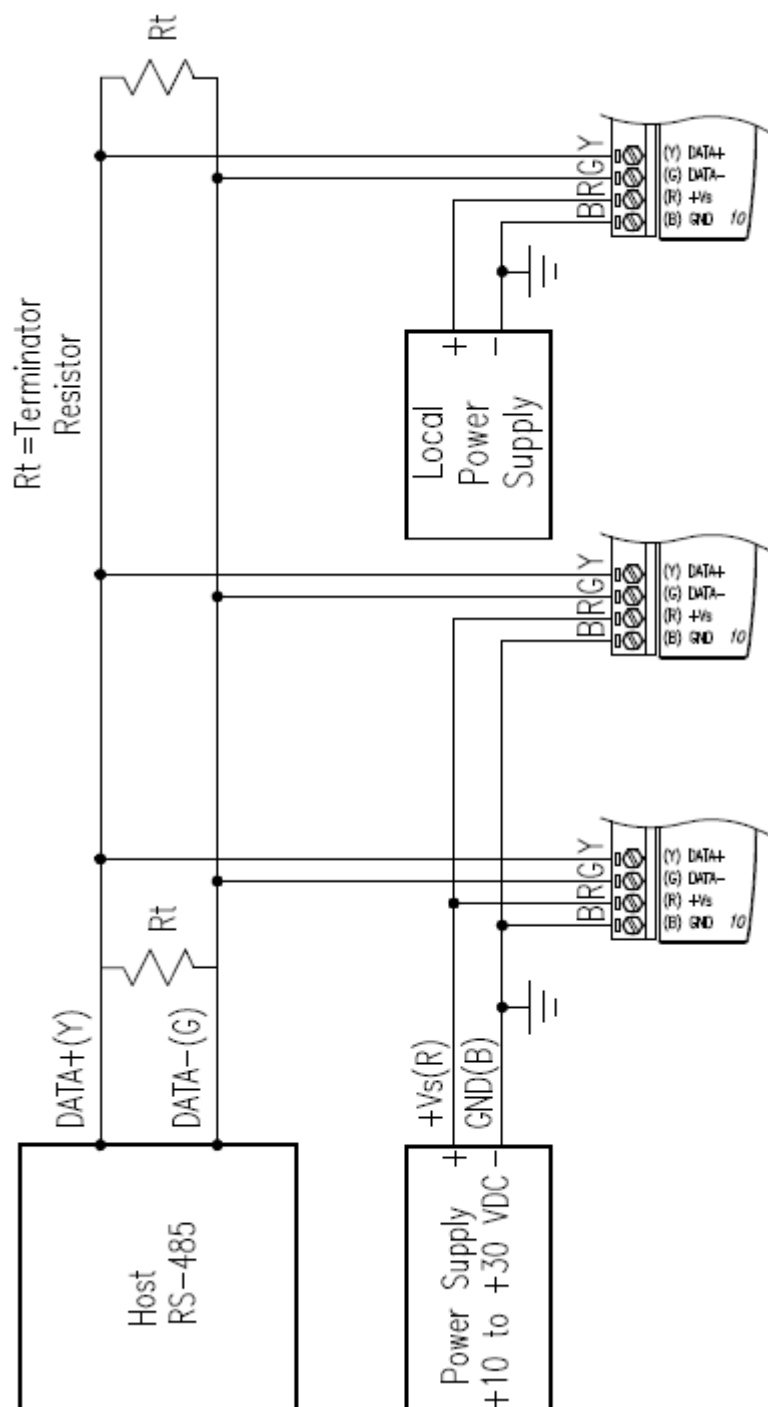 Rt =Terminator
Resistor
Rt
Rt
DATA+(Y)
DATA-(G)
Host
RS-485
+Vs(R)
GND(B)
+
-
Power Supply
+10 to +30 VDC
+
-
Local
Power
Supply
BRGY
(Y) DATA+
(G) DATA-
(R) +Vs
(B) GND 10
BRGY
(Y) DATA+
(G) DATA-
(R) +Vs
(B) GND 10
BRGY
(Y) DATA+
(G) DATA-
(R) +Vs
(B) GND 10